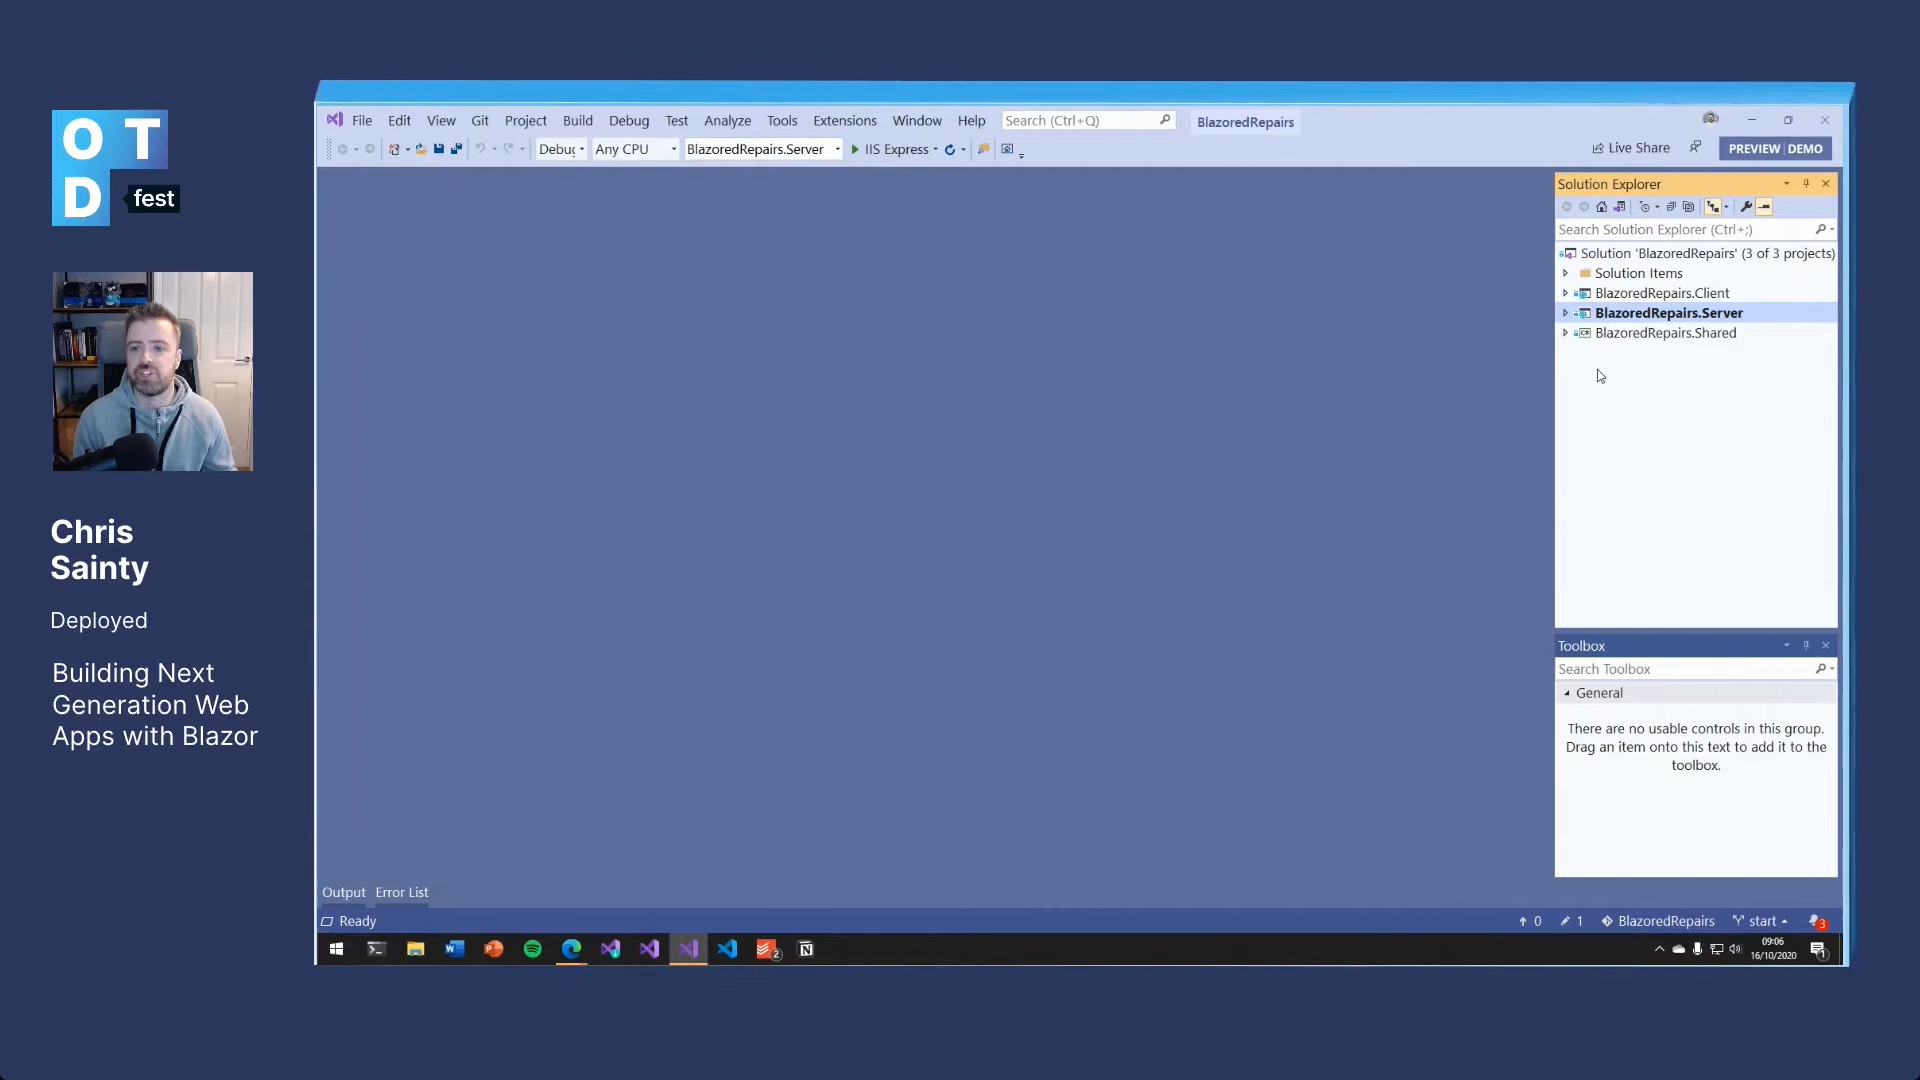 O T
D fest
Chris
Sainty
Deployed
Building Next
Generation Web
Apps with Blazor
File Edit View Git Project Build Debug Test Analyze Tools Extensions Window Help Search (Ctrl+Q) BlazoredRepairs
Any CPU BlazoredRepairs.Server IIS Express Live Share PREVIEW DEMO
Solution Explorer
Search Solution Explorer (Ctrl+;)
Solution 'BlazoredRepairs' (3 of 3 projects)
Solution Items
BlazoredRepairs.Client
BlazoredRepairs.Server
C# BlazoredRepairs.Shared
Toolbox
Search Toolbox
General
There are no usable controls in this group.
Drag an item onto this text to add it to the
toolbox.
Output Error List
Ready 0 1 BlazoredRepairs start 3
2 09:06
16/10/2020 1